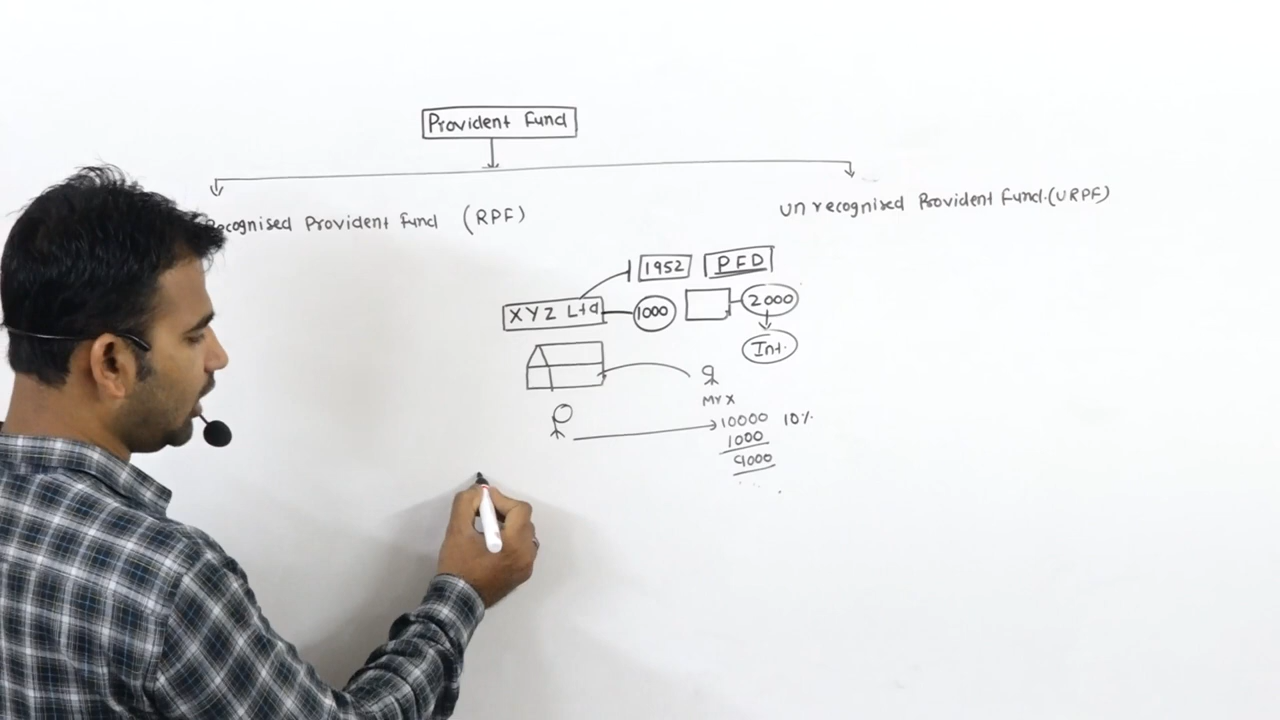 Provident Fund
ecognised Provident Fund (RPF)
Un recognised Provident Fund.(URPF)
1952 PFD
XYZ Ltd 1000 2000
Int.
Mr X
10000 10%
1000
9000